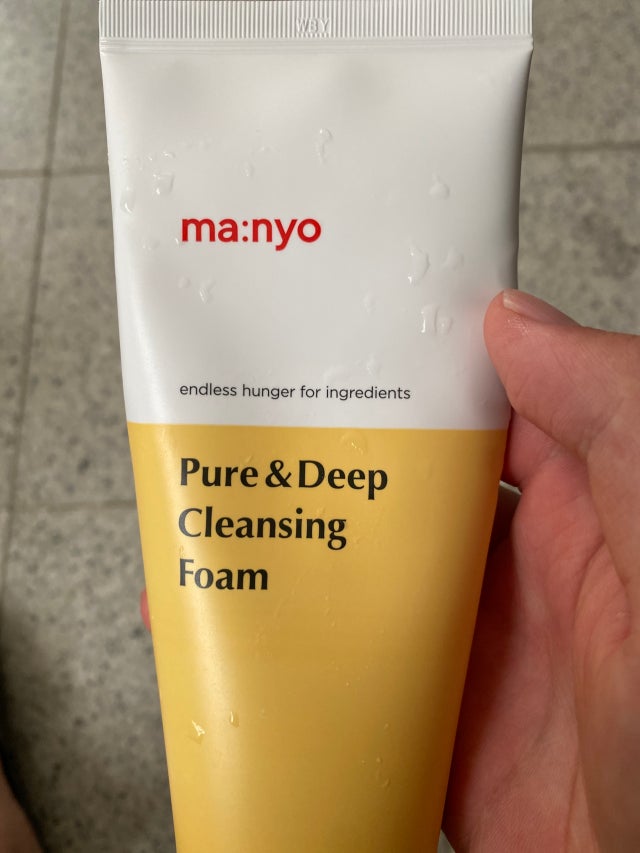 ma:nyo
endless hunger for ingredients
Pure & Deep
Cleansing
Foam